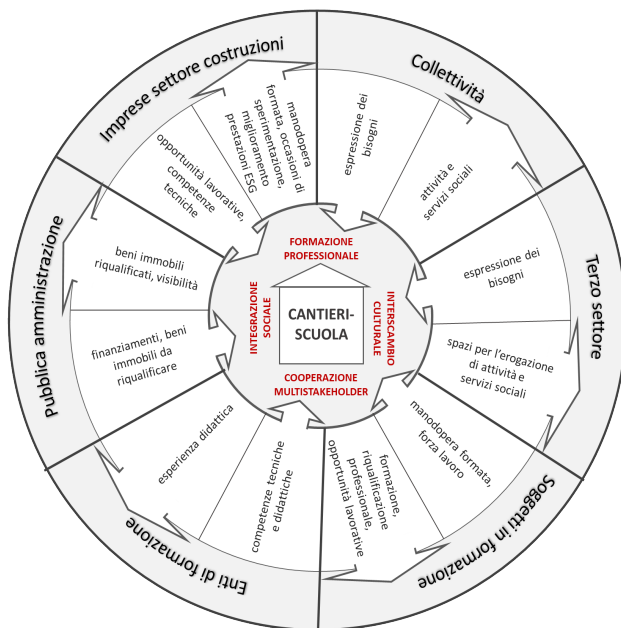 Imprese settore costruzioni
Collettività
Terzo settore
Soggetti in formazione
Enti di formazione
Pubblica amministrazione
manodopera
formata, occasioni di
sperimentazione,
miglioramento
prestazioni ESG
espressione dei
bisogni
attività e
servizi sociali
espressione dei
bisogni
spazi per l'erogazione
di attività e
servizi sociali
manodopera formata,
forza lavoro
formazione,
riqualificazione
professionale,
opportunità lavorative
competenze tecniche
e didattiche
esperienza didattica
finanziamenti, beni
immobili da
riqualificare
beni immobili
riqualificati, visibilità
opportunità lavorative,
competenze
tecniche
FORMAZIONE
PROFESSIONALE
INTERSCAMBIO
CULTURALE
COOPERAZIONE
MULTISTAKEHOLDER
INTEGRAZIONE
SOCIALE
CANTIERI-
SCUOLA